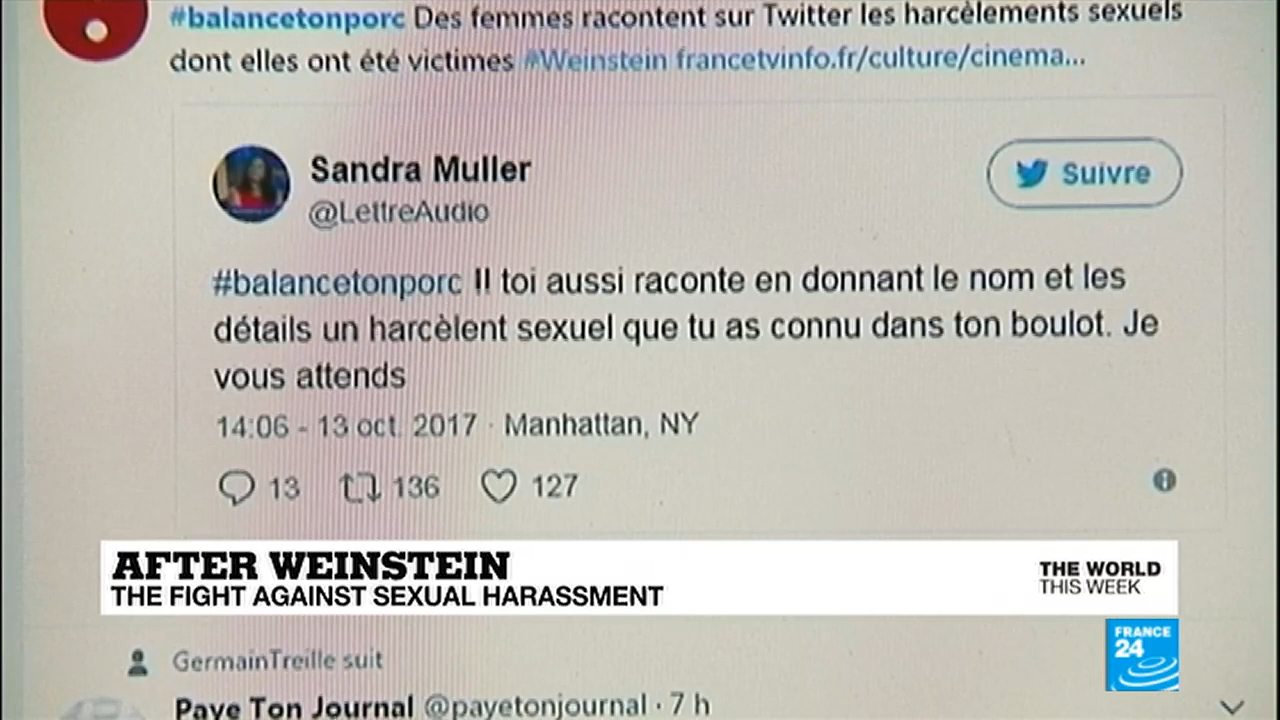 #balancetonporc Des femmes racontent sur Twitter les harcèlements sexuels
dont elles ont été victimes #Weinstein francetvinfo.fr/culture/cinema...
Sandra Muller
@LettreAudio
Suivre
#balancetonporc !! toi aussi raconte en donnant le nom et les
détails un harcèlent sexuel que tu as connu dans ton boulot. Je
vous attends
14:06 - 13 oct. 2017 · Manhattan, NY
13 136 127
AFTER WEINSTEIN
THE FIGHT AGAINST SEXUAL HARASSMENT
THE WORLD
THIS WEEK
FRANCE
24
GermainTreille suit
Paye Ton Journal @payetonjournal · 7 h